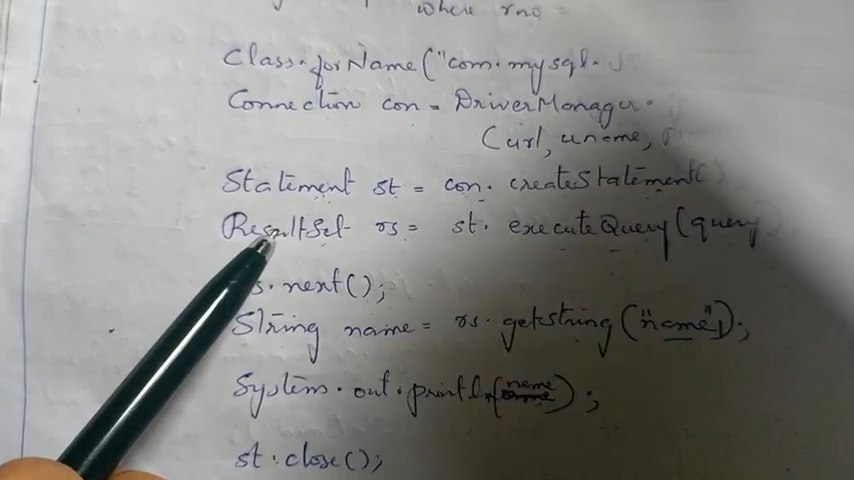 where rno =
Class.forName("com.mysql.
Connection con = DriverManager.
(url, uname,
Statement st = con.createStatement()
ResultSet rs = st.executeQuery(query)
s.next();
String name = rs.getstring("name");
System.out.println(name);
st.close();